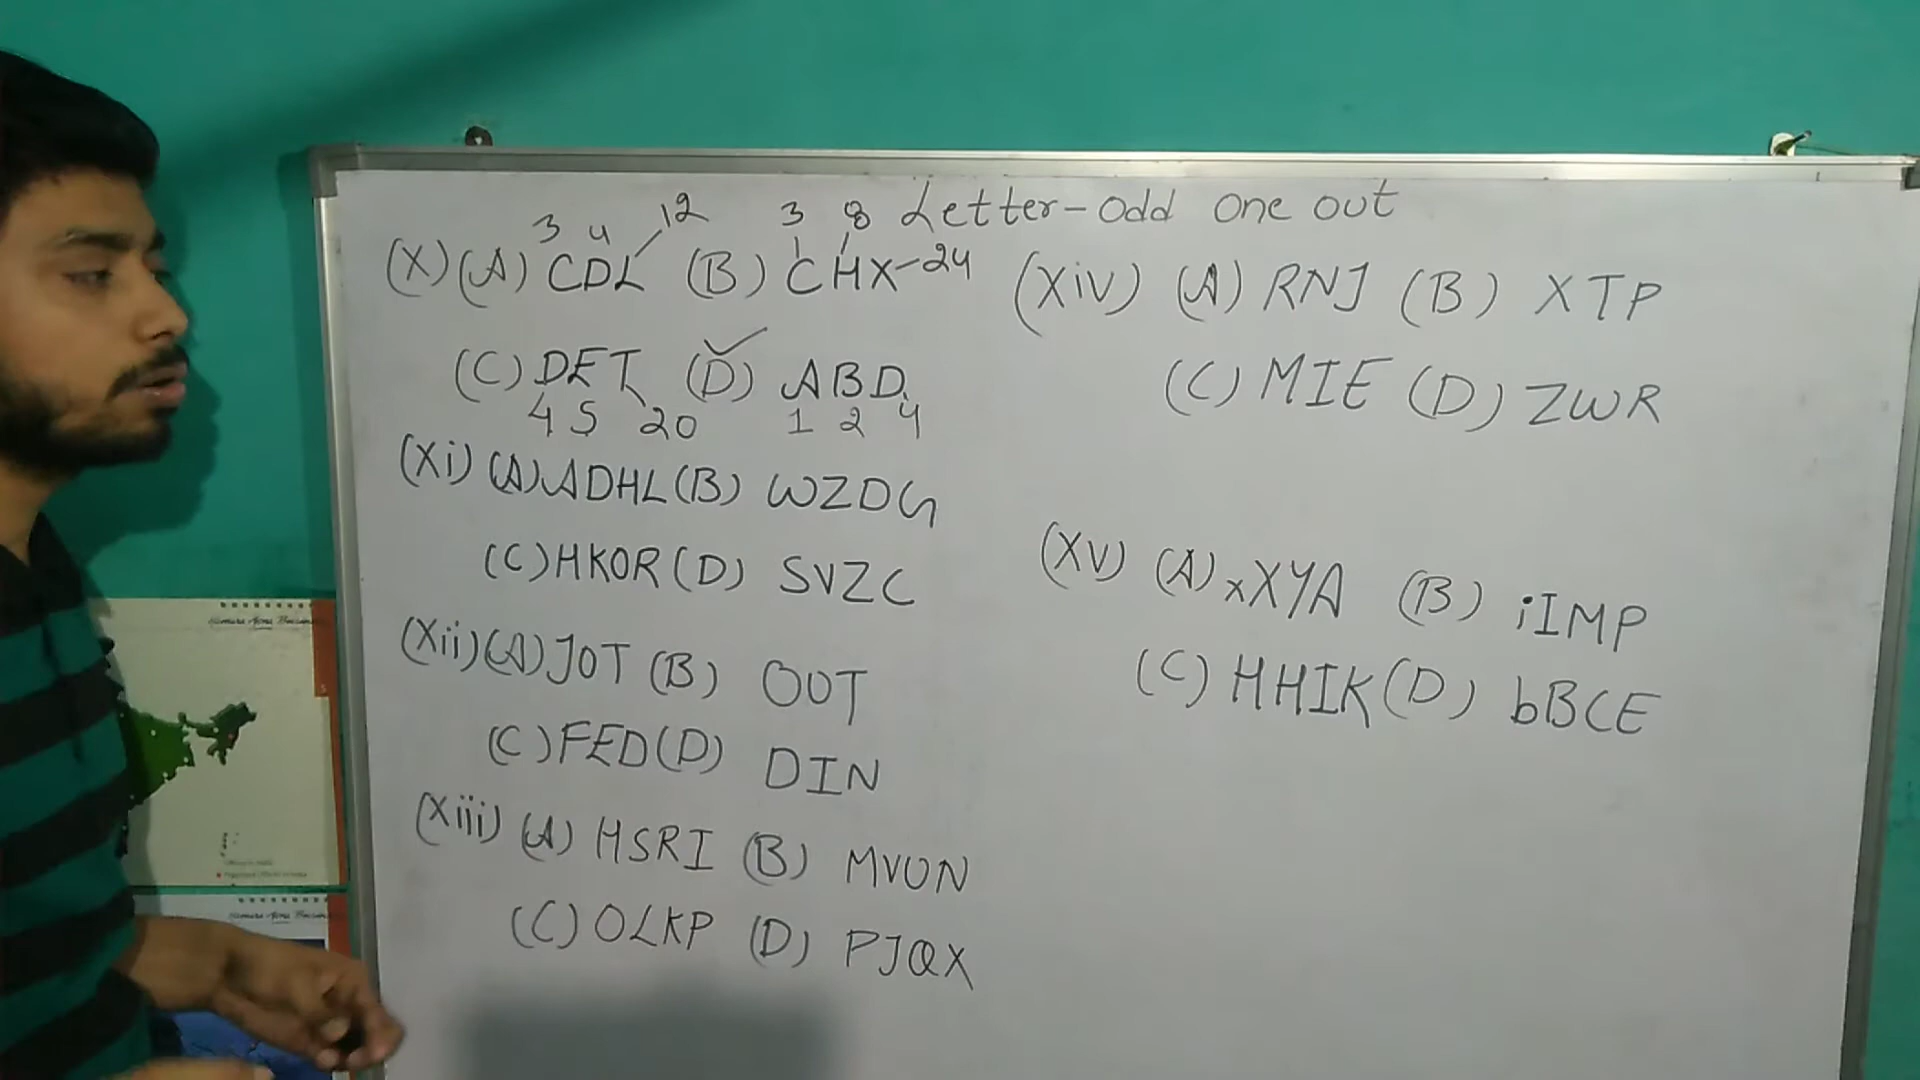 Letter-Odd One out
3 4 12 3 8
(X) (A) CDL (B) CHX-24
(C) DET (D) ABD
4 5 20 1 2 4
(Xi) (A) ADHL (B) WZDG
(C) HKOR (D) SVZC
(Xii) (A) JOT (B) OUT
(C) FED (D) DIN
(Xiii) (A) HSRI (B) MVUN
(C) OLKP (D) PJQX
(Xiv) (A) RNJ (B) XTP
(C) MIE (D) ZWR
(XV) (A) xXYA (B) iIMP
(C) HHIK (D) bBCE